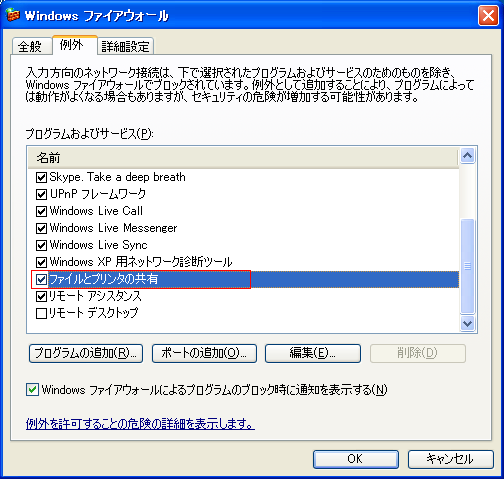 Windows ファイアウォール
全般 例外 詳細設定
入力方向のネットワーク接続は、下で選択されたプログラムおよびサービスのためのものを除き、
Windows ファイアウォールでブロックされています。例外として追加することにより、プログラムによって
は動作がよくなる場合もありますが、セキュリティの危険が増加する可能性があります。
プログラムおよびサービス(P):
名前
Skype. Take a deep breath
UPnP フレームワーク
Windows Live Call
Windows Live Messenger
Windows Live Sync
Windows XP 用ネットワーク診断ツール
ファイルとプリンタの共有
リモート アシスタンス
リモート デスクトップ
プログラムの追加(R)... ポートの追加(O)... 編集(E)... 削除(D)
Windows ファイアウォールによるプログラムのブロック時に通知を表示する(N)
例外を許可することの危険の詳細を表示します。
OK キャンセル